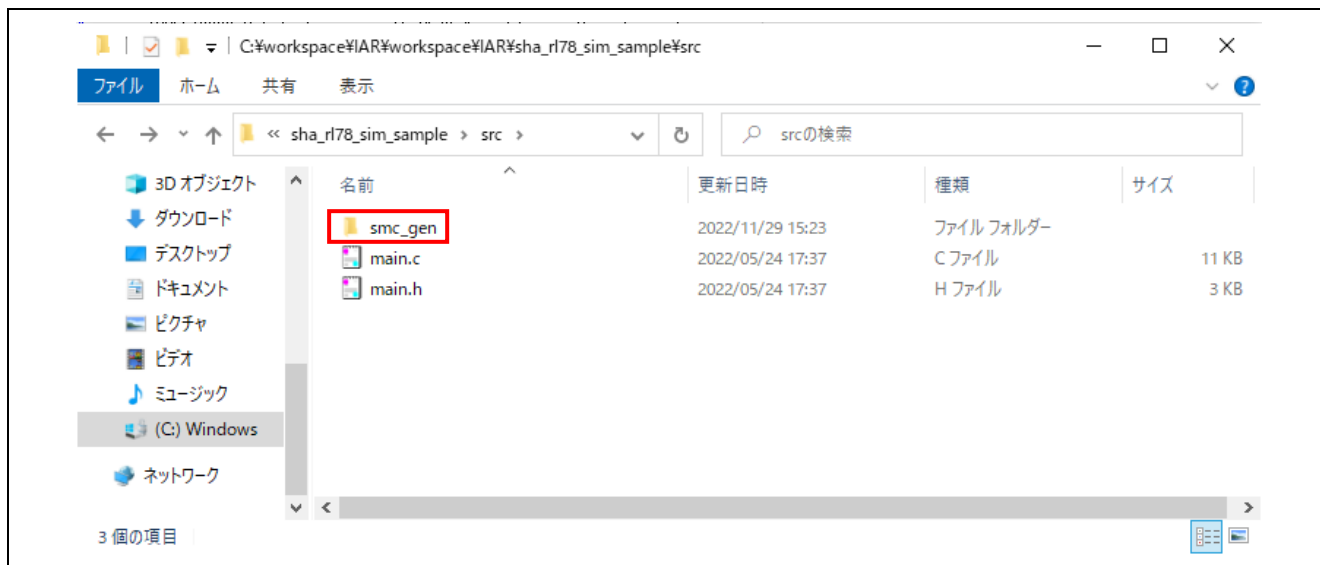 C:¥workspace¥IAR¥workspace¥IAR¥sha_rl78_sim_sample¥src
ファイル ホーム 共有 表示
« sha_rl78_sim_sample › src › srcの検索
名前 更新日時 種類 サイズ
3D オブジェクト
ダウンロード
デスクトップ
ドキュメント
ピクチャ
ビデオ
ミュージック
(C:) Windows
ネットワーク
smc_gen 2022/11/29 15:23 ファイル フォルダー
main.c 2022/05/24 17:37 C ファイル 11 KB
main.h 2022/05/24 17:37 H ファイル 3 KB
3 個の項目